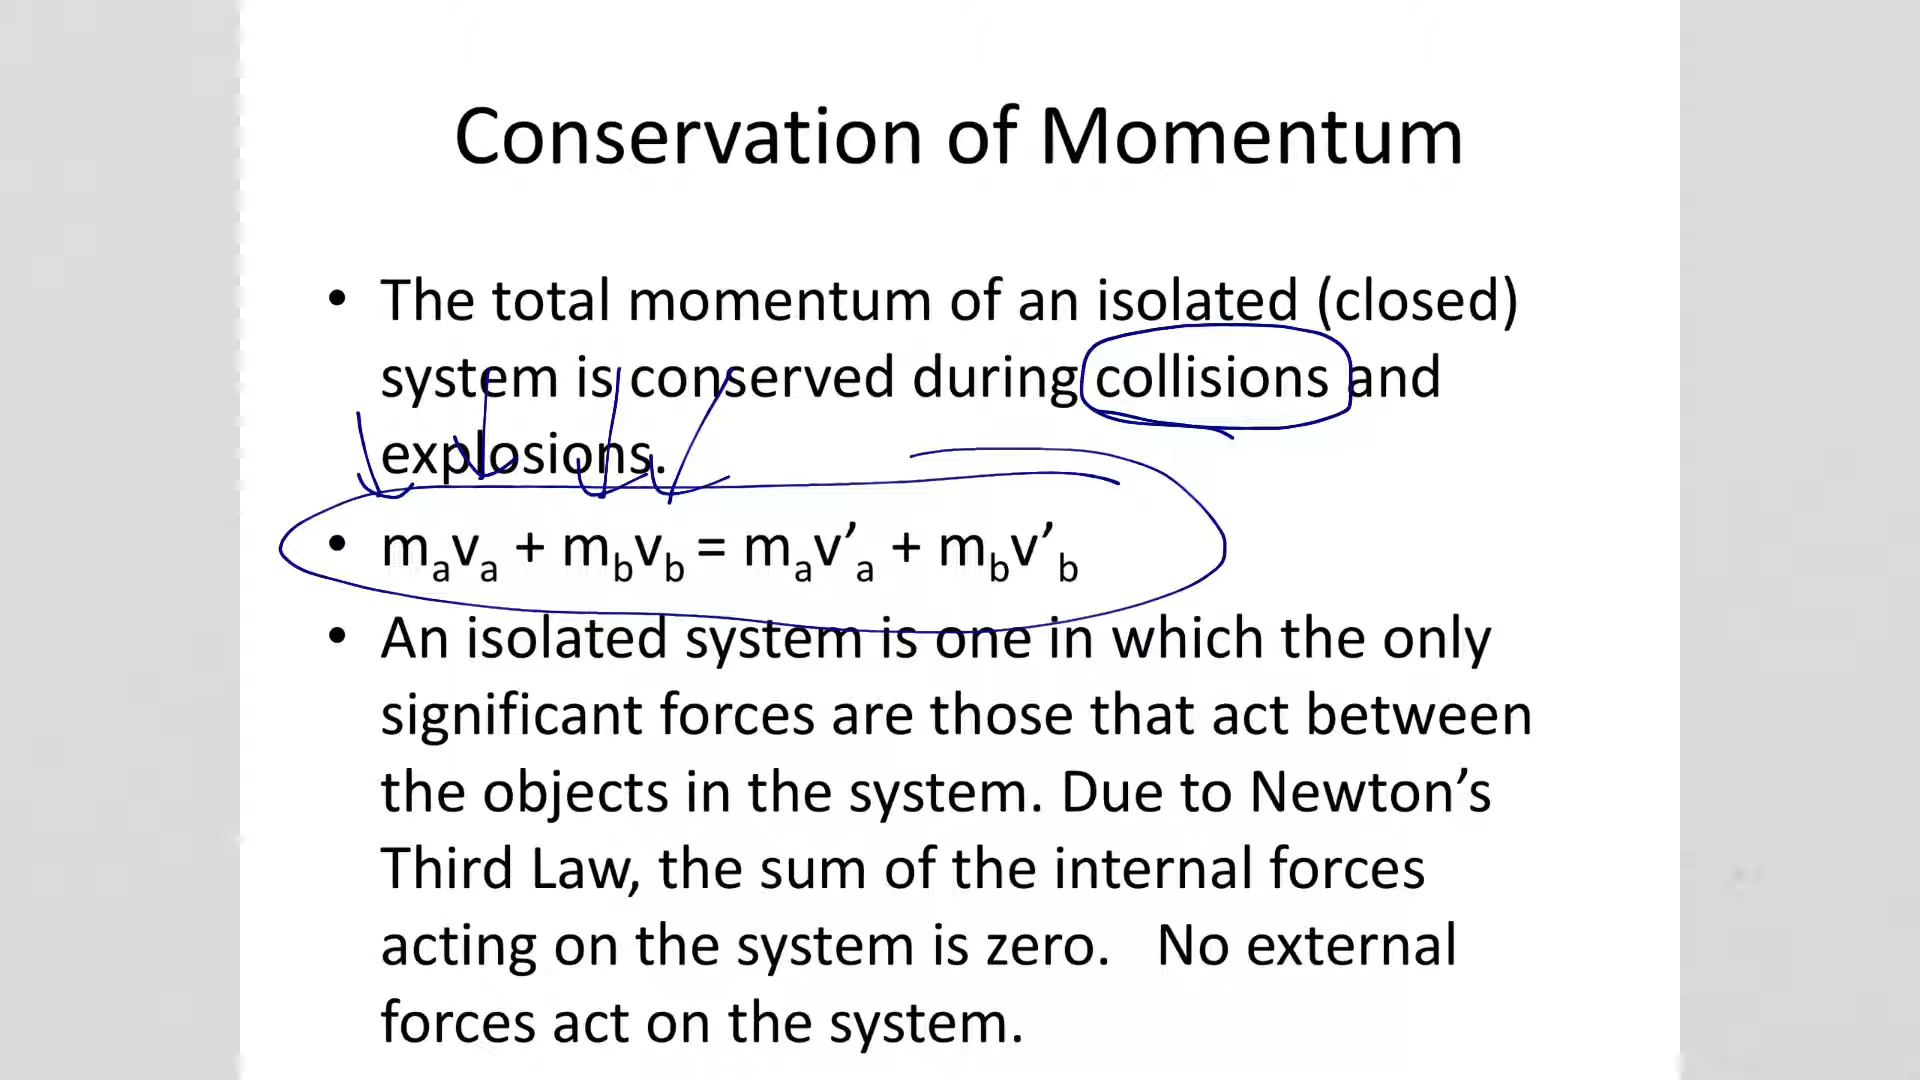 Conservation of Momentum
• The total momentum of an isolated (closed)
system is conserved during collisions and
explosions.
• mₐvₐ + m_bv_b = mₐv’ₐ + m_bv’_b
• An isolated system is one in which the only
significant forces are those that act between
the objects in the system. Due to Newton’s
Third Law, the sum of the internal forces
acting on the system is zero. No external
forces act on the system.